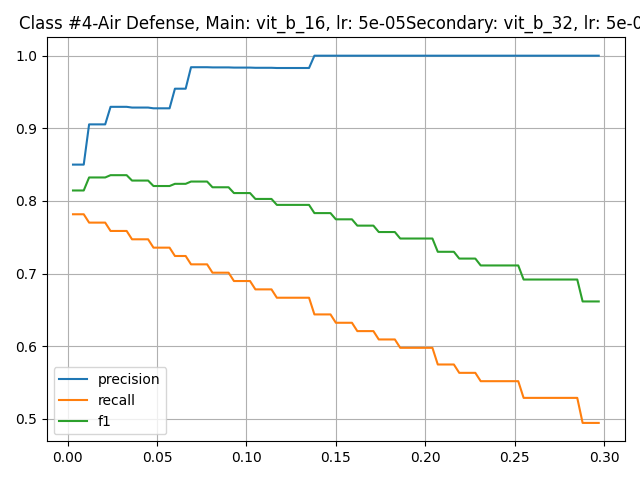 Class #4-Air Defense, Main: vit_b_16, lr: 5e-05Secondary: vit_b_32, lr: 5e-0
1.0
0.9
0.8
0.7
0.6
0.5
precision
recall
f1
0.00 0.05 0.10 0.15 0.20 0.25 0.30